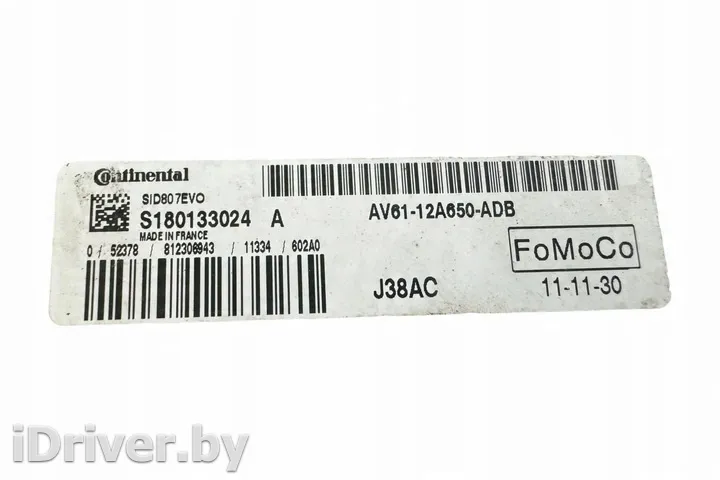 Continental
SID807EVO
S180133024 A
MADE IN FRANCE
0 / 52378 / 812306943 / 11334 / 602A0
AV61-12A650-ADB
FoMoCo
J38AC
11-11-30
iDriver.by